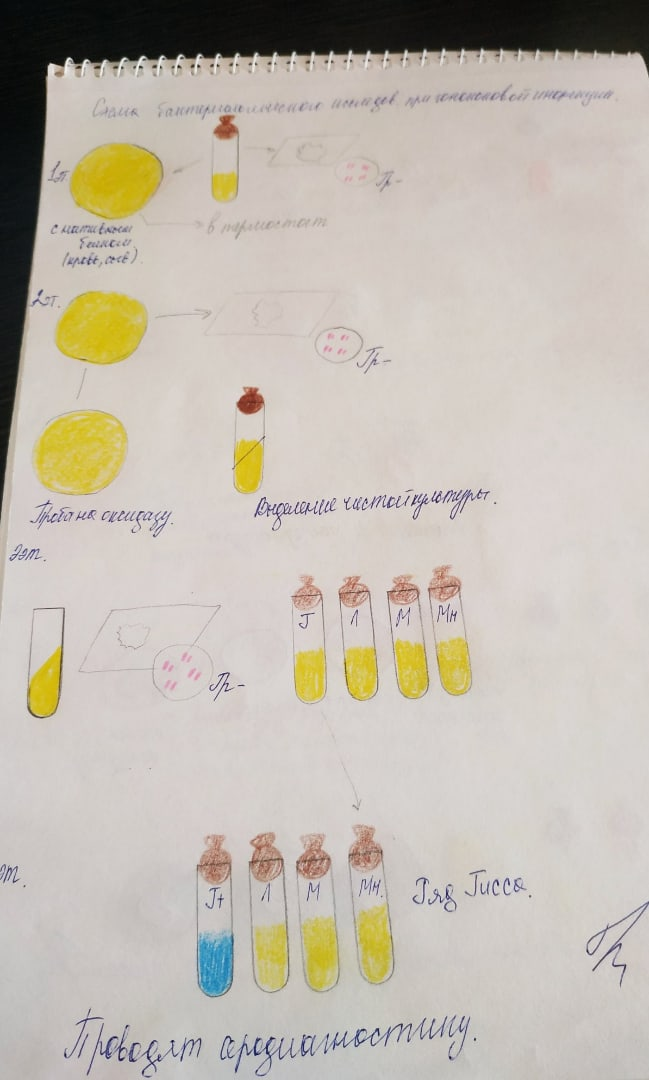 Схема бактериологического исследов. при гонококковой инфекции.
1эт.
Гр-
с нативным
белком.
(кровь, сыв).
в термостат
2эт.
Гр-
Проба на оксидазу.
Выделение чистой культуры.
3эт.
Гр-
Г Л М Мн
эт.
Г+ Л М Мн.
Ряд Гисса.
Проводят серодиагностику.